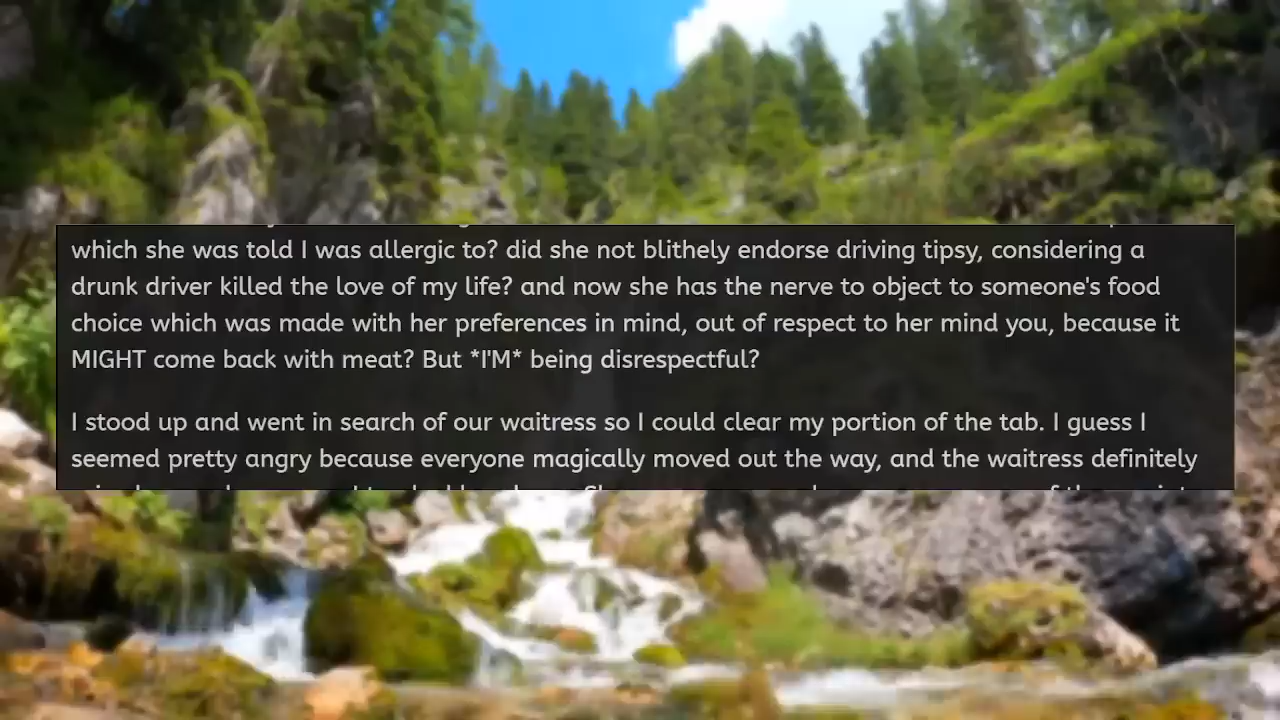 which she was told I was allergic to? did she not blithely endorse driving tipsy, considering a
drunk driver killed the love of my life? and now she has the nerve to object to someone's food
choice which was made with her preferences in mind, out of respect to her mind you, because it
MIGHT come back with meat? But *I'M* being disrespectful?
I stood up and went in search of our waitress so I could clear my portion of the tab. I guess I
seemed pretty angry because everyone magically moved out the way, and the waitress definitely